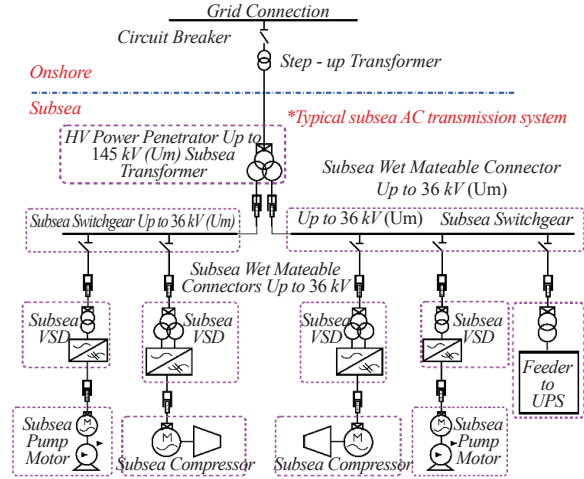 Grid Connection
Circuit Breaker
Step - up Transformer
Onshore
Subsea
*Typical subsea AC transmission system
HV Power Penetrator Up to
145 kV (Um) Subsea
Transformer
Subsea Wet Mateable Connector
Up to 36 kV (Um)
Subsea Switchgear Up to 36 kV (Um)
Up to 36 kV (Um)
Subsea Switchgear
Subsea Wet Mateable
Connectors Up to 36 kV
Subsea
VSD
Subsea
VSD
Subsea
VSD
Subsea
VSD
Feeder
to
UPS
Subsea
Pump
Motor
M
M
Subsea Compressor
M
Subsea Compressor
M
Subsea
Pump
Motor